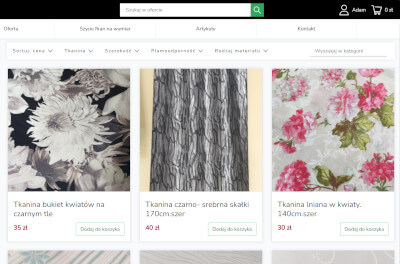 Szukaj w ofercie
Adam
0 zł
Oferta
Szycie firan na wymiar
Artykuły
Kontakt
Sortuj cena
Tkanina
Szerokość
Plamoodporność
Rodzaj materiału
Wyszukaj w kategorii
Tkanina bukiet kwiatów na
czarnym tle
35 zł
Dodaj do koszyka
Tkanina czarno- srebrna skałki
170cm.szer
40 zł
Dodaj do koszyka
Tkanina lniana w kwiaty.
140cm.szer
30 zł
Dodaj do koszyka